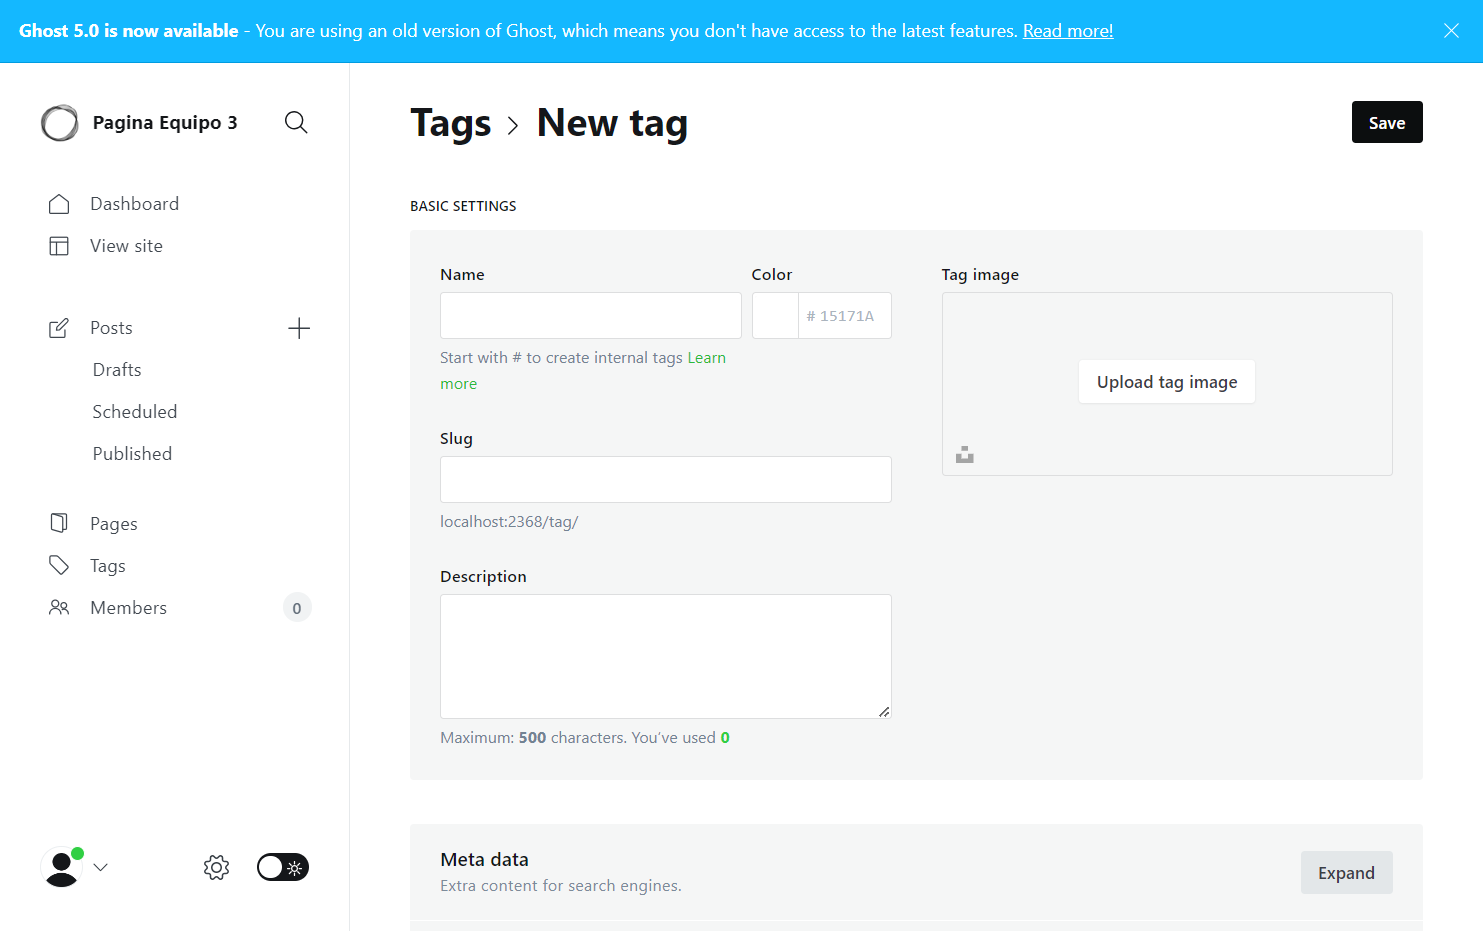 Ghost 5.0 is now available - You are using an old version of Ghost, which means you don't have access to the latest features. Read more!
Pagina Equipo 3
Dashboard
View site
Posts
Drafts
Scheduled
Published
Pages
Tags
Members
0
Tags > New tag
Save
BASIC SETTINGS
Name
Color
# 15171A
Start with # to create internal tags Learn
more
Slug
localhost:2368/tag/
Description
Maximum: 500 characters. You’ve used 0
Tag image
Upload tag image
Meta data
Extra content for search engines.
Expand